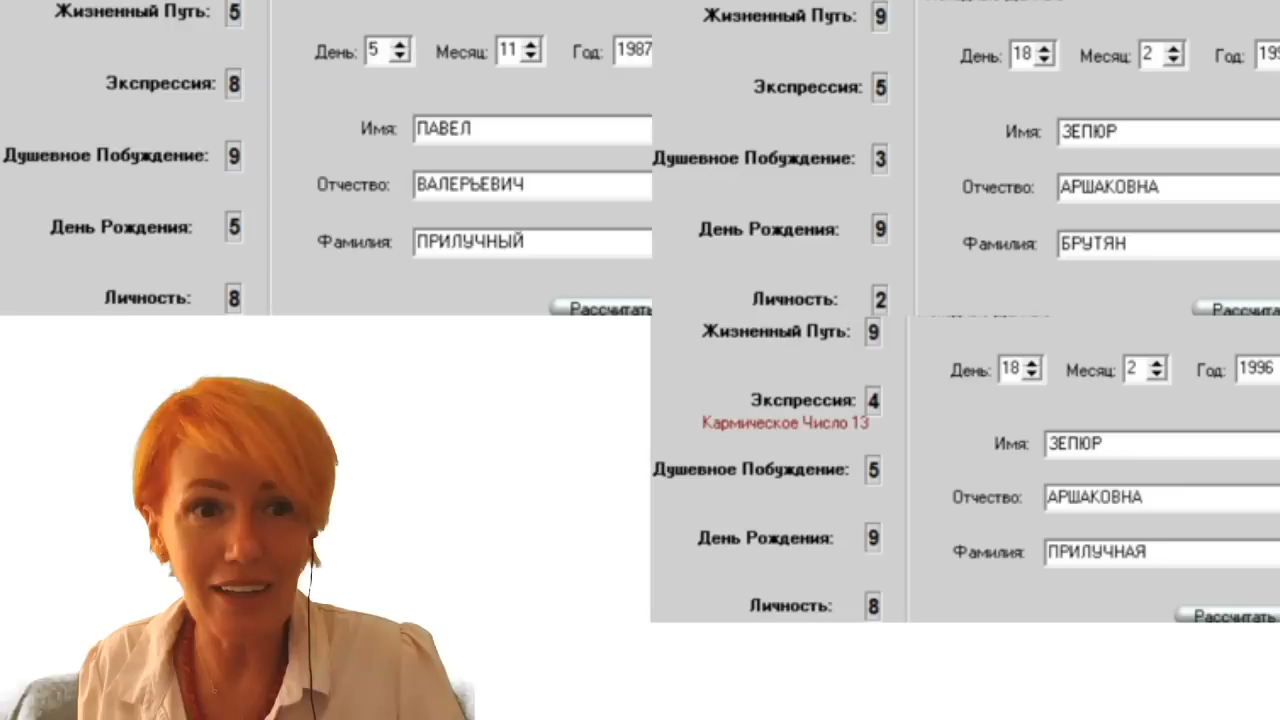 Жизненный Путь: 5
Экспрессия: 8
Душевное Побуждение: 9
День Рождения: 5
Личность: 8
День: 5 Месяц: 11 Год: 1987
Имя: ПАВЕЛ
Отчество: ВАЛЕРЬЕВИЧ
Фамилия: ПРИЛУЧНЫЙ
Рассчитать
Жизненный Путь: 9
Экспрессия: 5
Душевное Побуждение: 3
День Рождения: 9
Личность: 2
День: 18 Месяц: 2 Год: 199
Имя: ЗЕПЮР
Отчество: АРШАКОВНА
Фамилия: БРУТЯН
Рассчита
Жизненный Путь: 9
Экспрессия: 4
Кармическое Число 13
Душевное Побуждение: 5
День Рождения: 9
Личность: 8
День: 18 Месяц: 2 Год: 1996
Имя: ЗЕПЮР
Отчество: АРШАКОВНА
Фамилия: ПРИЛУЧНАЯ
Рассчитать